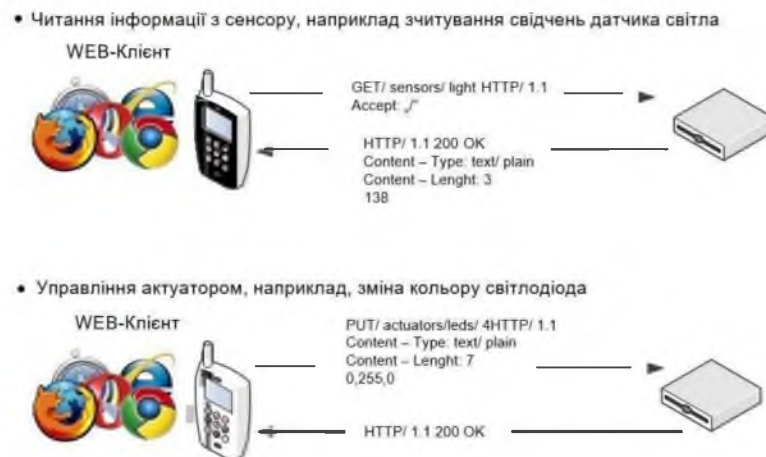 • Читання інформації з сенсору, наприклад зчитування свідчень датчика світла
WEB-Клієнт
GET/ sensors/ light HTTP/ 1.1
Accept: „/“
HTTP/ 1.1 200 OK
Content – Type: text/ plain
Content – Lenght: 3
138
• Управління актуатором, наприклад, зміна кольору світлодіода
WEB-Клієнт
PUT/ actuators/leds/ 4HTTP/ 1.1
Content – Type: text/ plain
Content – Lenght: 7
0,255,0
HTTP/ 1.1 200 OK